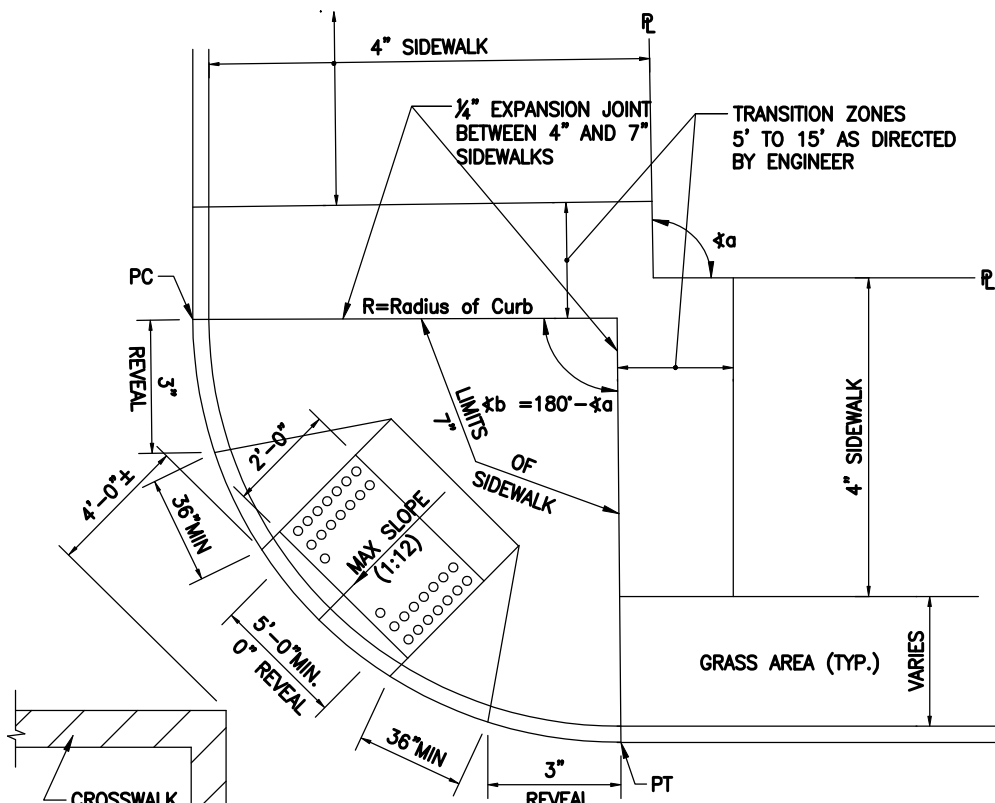 ℄
4" SIDEWALK
¼" EXPANSION JOINT
BETWEEN 4" AND 7"
SIDEWALKS
TRANSITION ZONES
5' TO 15' AS DIRECTED
BY ENGINEER
∡a
PC
℄
R=Radius of Curb
3"
REVEAL
∡b =180°-∡a
LIMITS
7"
OF
SIDEWALK
4" SIDEWALK
2'-0"
4'-0"±
36"MIN
MAX SLOPE
(1:12)
5'-0"MIN.
0" REVEAL
GRASS AREA (TYP.)
VARIES
36"MIN
3"
REVEAL
PT
CROSSWALK